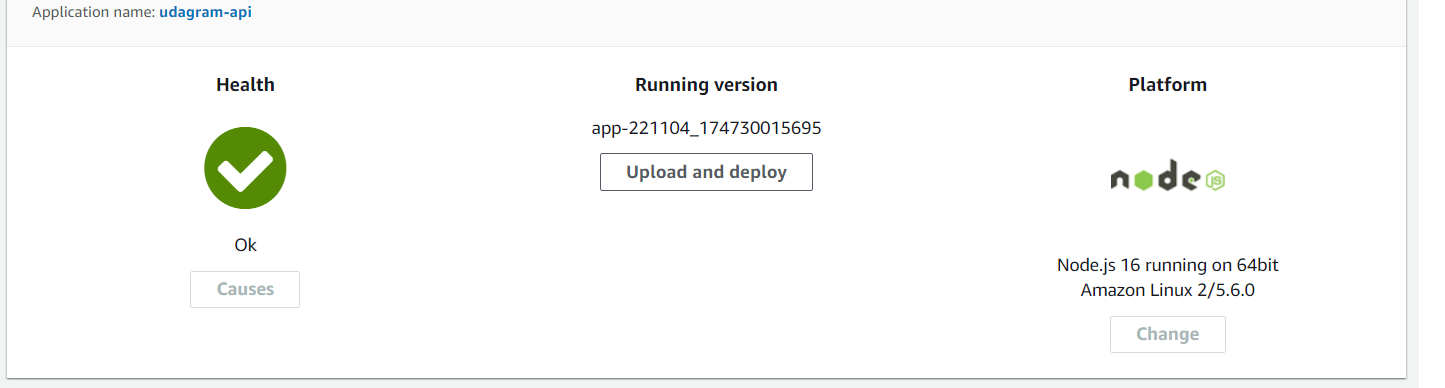 Application name: udagram-api
Health
Running version
Platform
app-221104_174730015695
Upload and deploy
node JS
Ok
Causes
Node.js 16 running on 64bit
Amazon Linux 2/5.6.0
Change